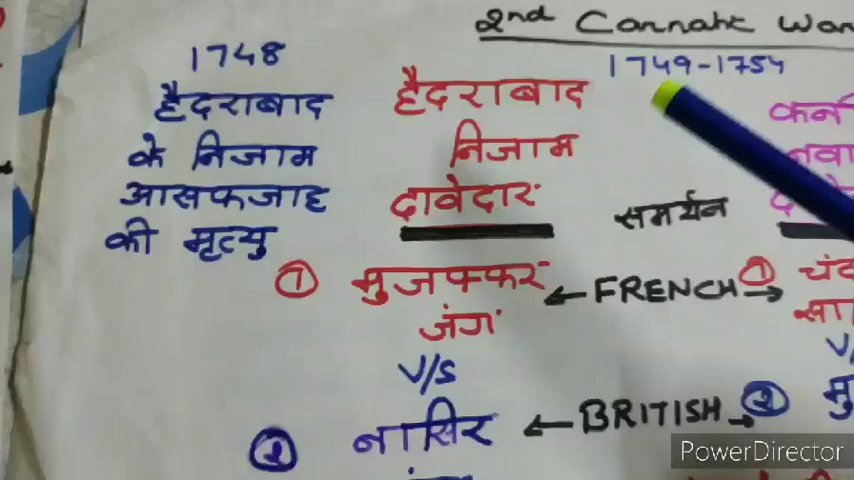 2nd Carnatic War
1749-1754
1748
हैदराबाद
के निजाम
आसफजाह
की मृत्यु
हैदराबाद
निजाम
दावेदार
समर्थन
① मुजफ्फर
जंग
← FRENCH →
①
V/S
② नासिर
← BRITISH →
②
PowerDirector